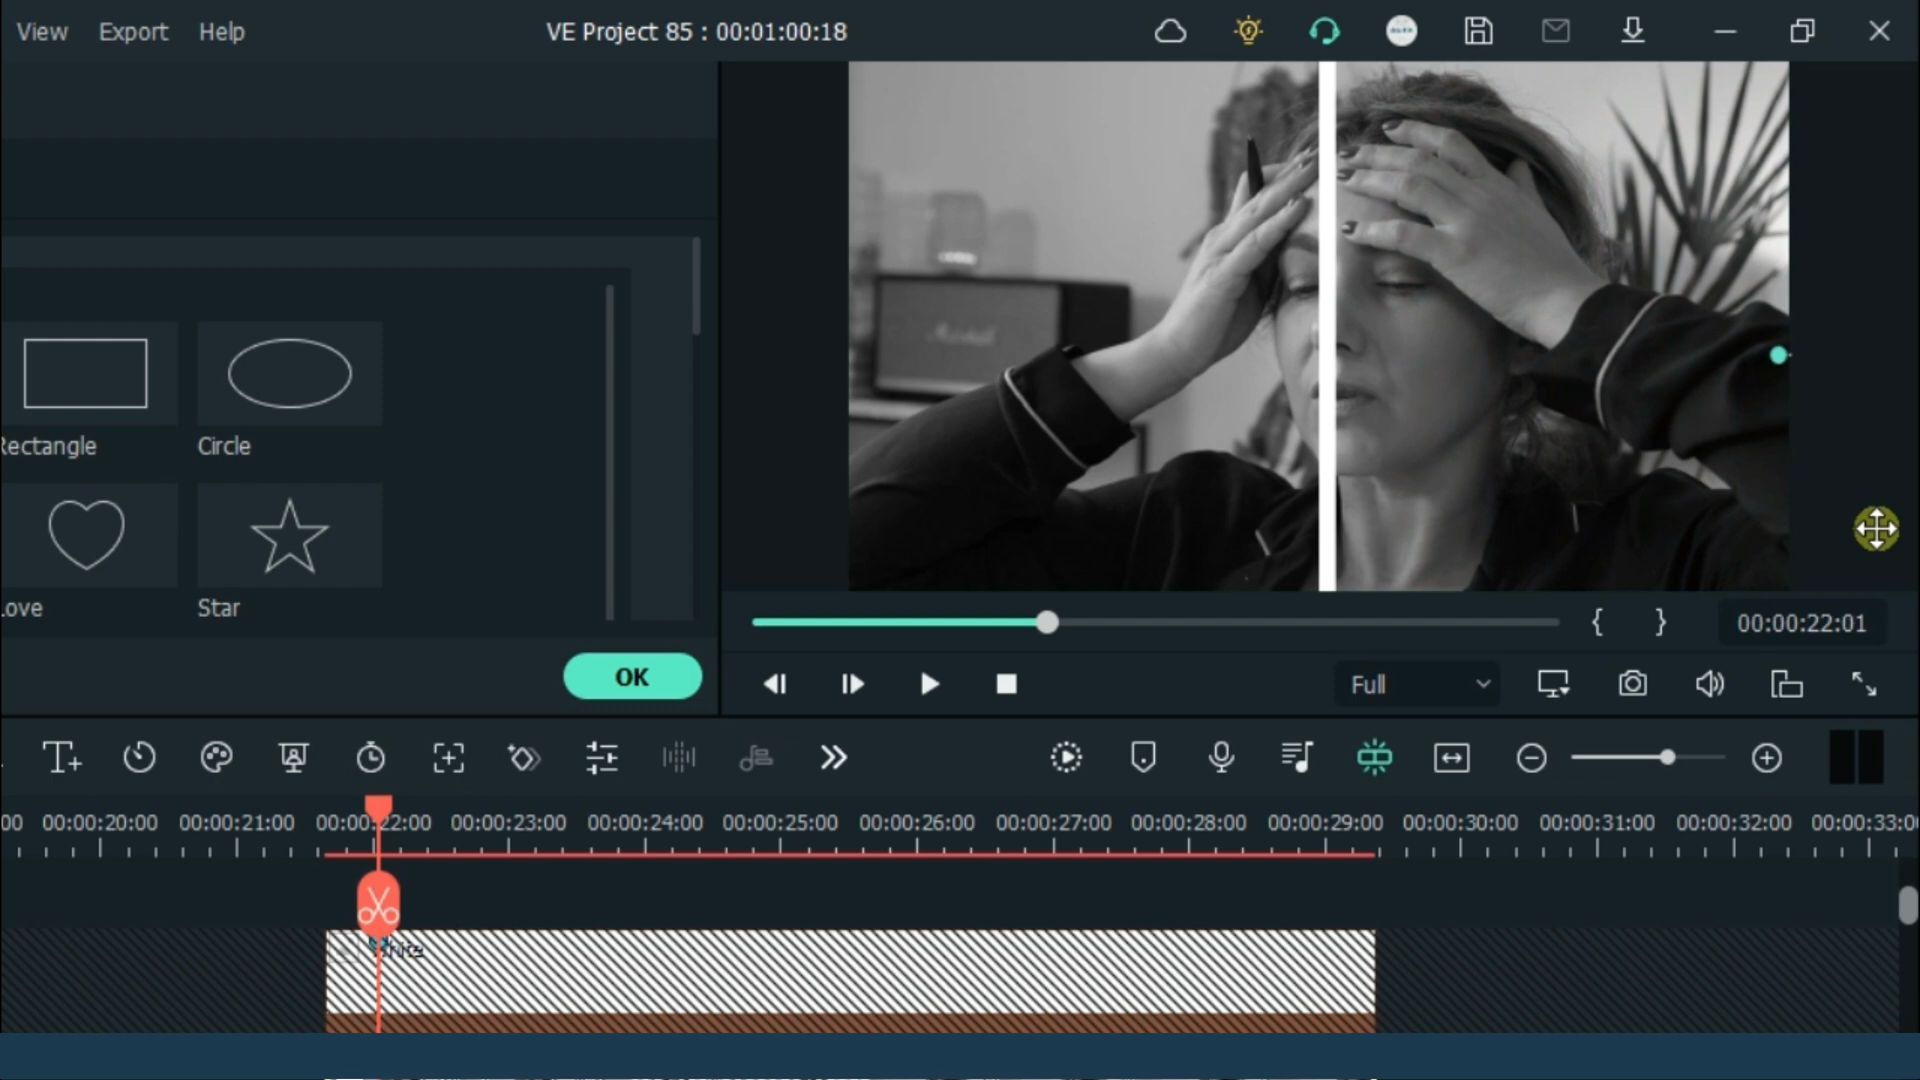 View Export Help
VE Project 85 : 00:01:00:18
Marshall
Rectangle
Circle
Love
Star
OK
{ } 00:00:22:01
Full
00 00:00:20:00 00:00:21:00 00:00:22:00 00:00:23:00 00:00:24:00 00:00:25:00 00:00:26:00 00:00:27:00 00:00:28:00 00:00:29:00 00:00:30:00 00:00:31:00 00:00:32:00 00:00:33:0
White